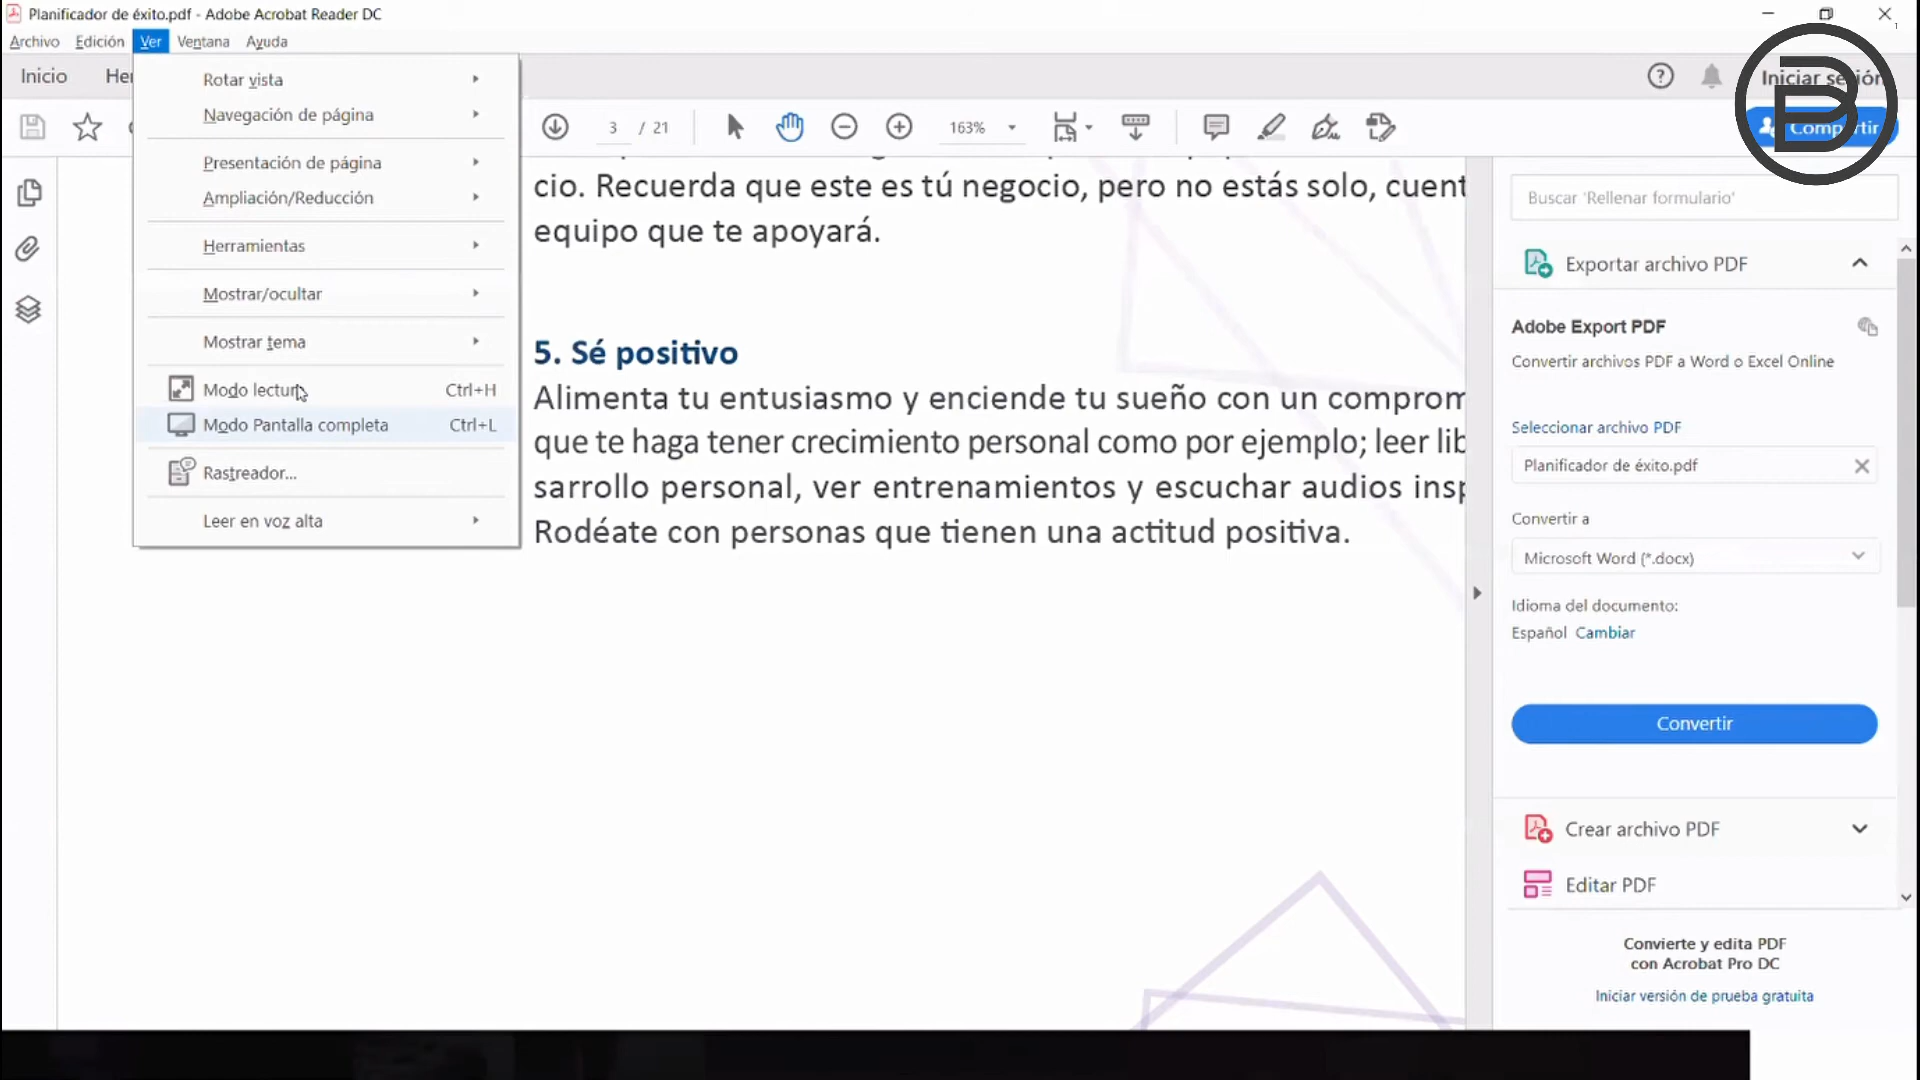 Planificador de éxito.pdf - Adobe Acrobat Reader DC
Archivo Edición Ver Ventana Ayuda
Inicio
Iniciar sesión
3 / 21
163%
Compartir
Rotar vista
Navegación de página
Presentación de página
Ampliación/Reducción
Herramientas
Mostrar/ocultar
Mostrar tema
Modo lectura Ctrl+H
Modo Pantalla completa Ctrl+L
Rastreador...
Leer en voz alta
cio. Recuerda que este es tú negocio, pero no estás solo, cuent
equipo que te apoyará.
5. Sé positivo
Alimenta tu entusiasmo y enciende tu sueño con un comprom
que te haga tener crecimiento personal como por ejemplo; leer lib
sarrollo personal, ver entrenamientos y escuchar audios insp
Rodéate con personas que tienen una actitud positiva.
Buscar 'Rellenar formulario'
Exportar archivo PDF
Adobe Export PDF
Convertir archivos PDF a Word o Excel Online
Seleccionar archivo PDF
Planificador de éxito.pdf
Convertir a
Microsoft Word (*.docx)
Idioma del documento:
Español Cambiar
Convertir
Crear archivo PDF
Editar PDF
Convierte y edita PDF
con Acrobat Pro DC
Iniciar versión de prueba gratuita